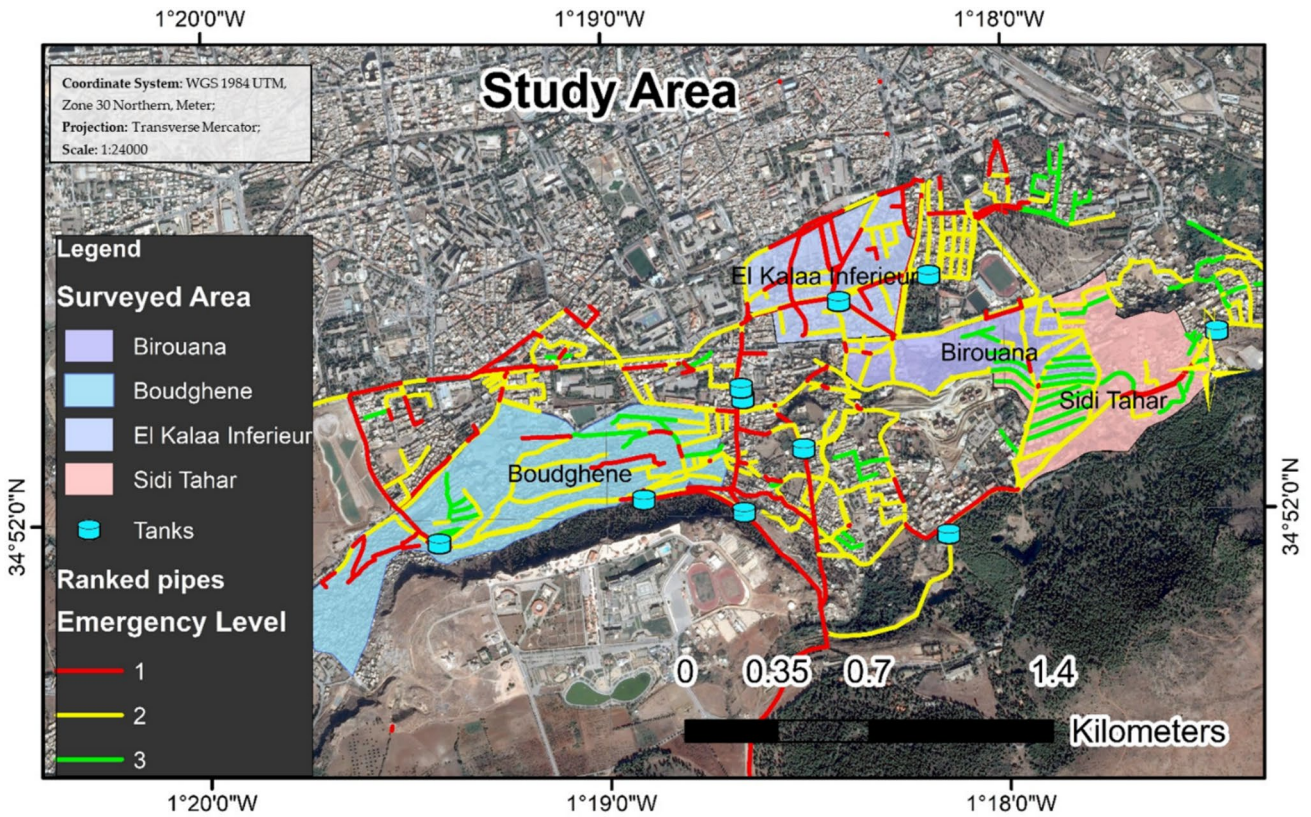 1°20'0"W 1°19'0"W 1°18'0"W
Study Area
Coordinate System: WGS 1984 UTM,
Zone 30 Northern, Meter;
Projection: Transverse Mercator;
Scale: 1:24000
Legend
Surveyed Area
Birouana
Boudghene
El Kalaa Inferieur
Sidi Tahar
Tanks
Ranked pipes
Emergency Level
1
2
3
El Kalaa Inferieur
Birouana
Sidi Tahar
Boudghene
34°52'0"N
34°52'0"N
0 0.35 0.7 1.4
Kilometers
1°20'0"W 1°19'0"W 1°18'0"W